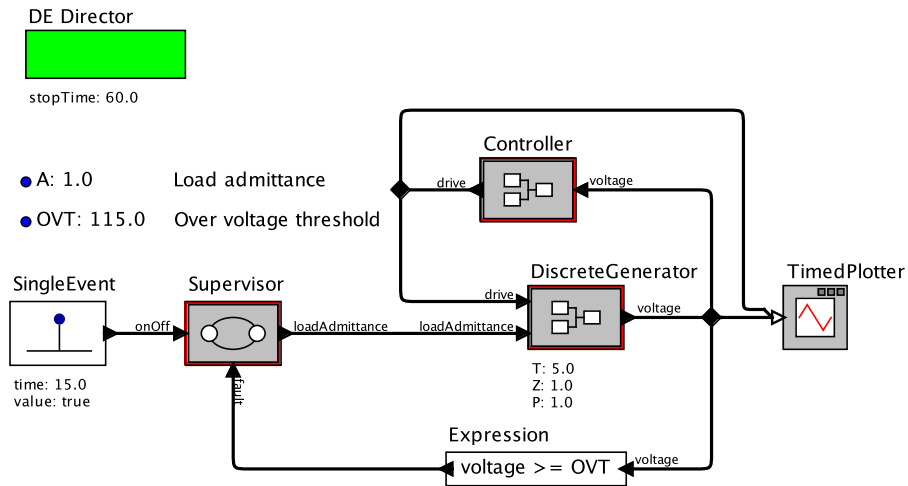 DE Director
stopTime: 60.0
Controller
drive
voltage
A: 1.0 Load admittance
OVT: 115.0 Over voltage threshold
SingleEvent
Supervisor
DiscreteGenerator
TimedPlotter
drive
voltage
onOff
loadAdmittance
loadAdmittance
time: 15.0
value: true
fault
T: 5.0
Z: 1.0
P: 1.0
Expression
voltage >= OVT
voltage